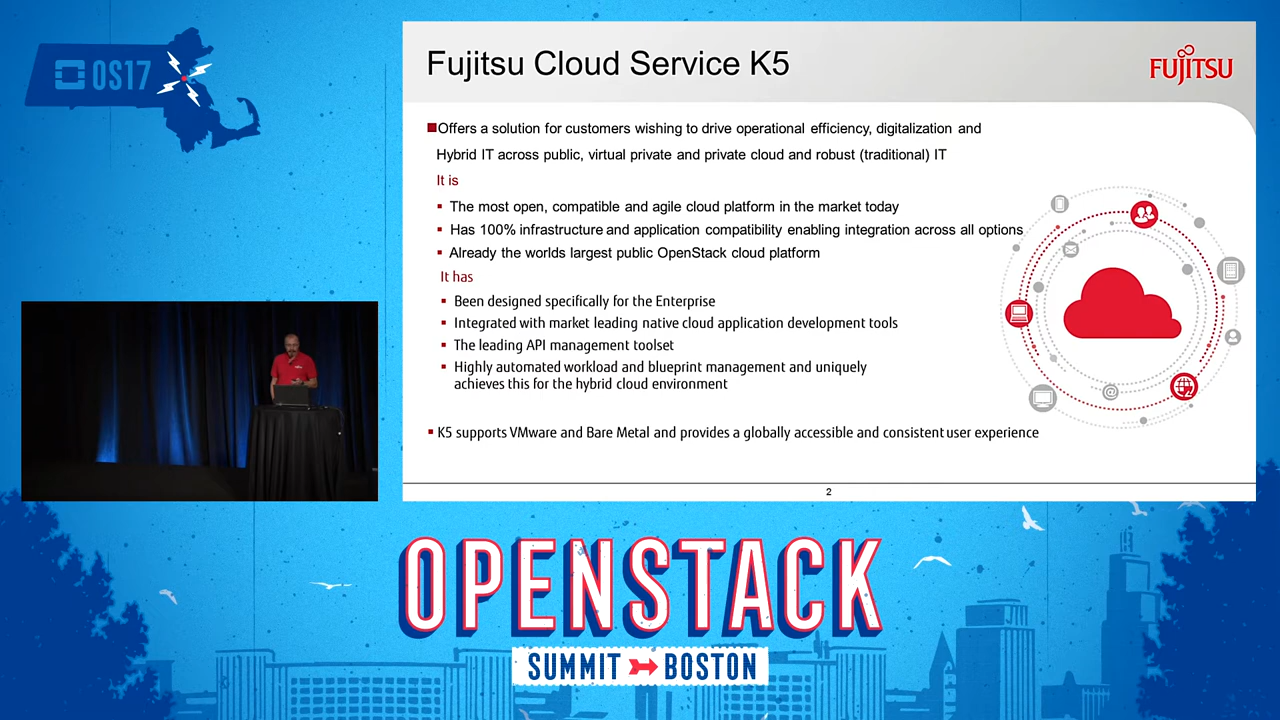 OS17
Fujitsu Cloud Service K5
FUJITSU
Offers a solution for customers wishing to drive operational efficiency, digitalization and
Hybrid IT across public, virtual private and private cloud and robust (traditional) IT
It is
The most open, compatible and agile cloud platform in the market today
Has 100% infrastructure and application compatibility enabling integration across all options
Already the worlds largest public OpenStack cloud platform
It has
Been designed specifically for the Enterprise
Integrated with market leading native cloud application development tools
The leading API management toolset
Highly automated workload and blueprint management and uniquely
achieves this for the hybrid cloud environment
@
K5 supports VMware and Bare Metal and provides a globally accessible and consistent user experience
2
OPENSTACK
SUMMIT BOSTON